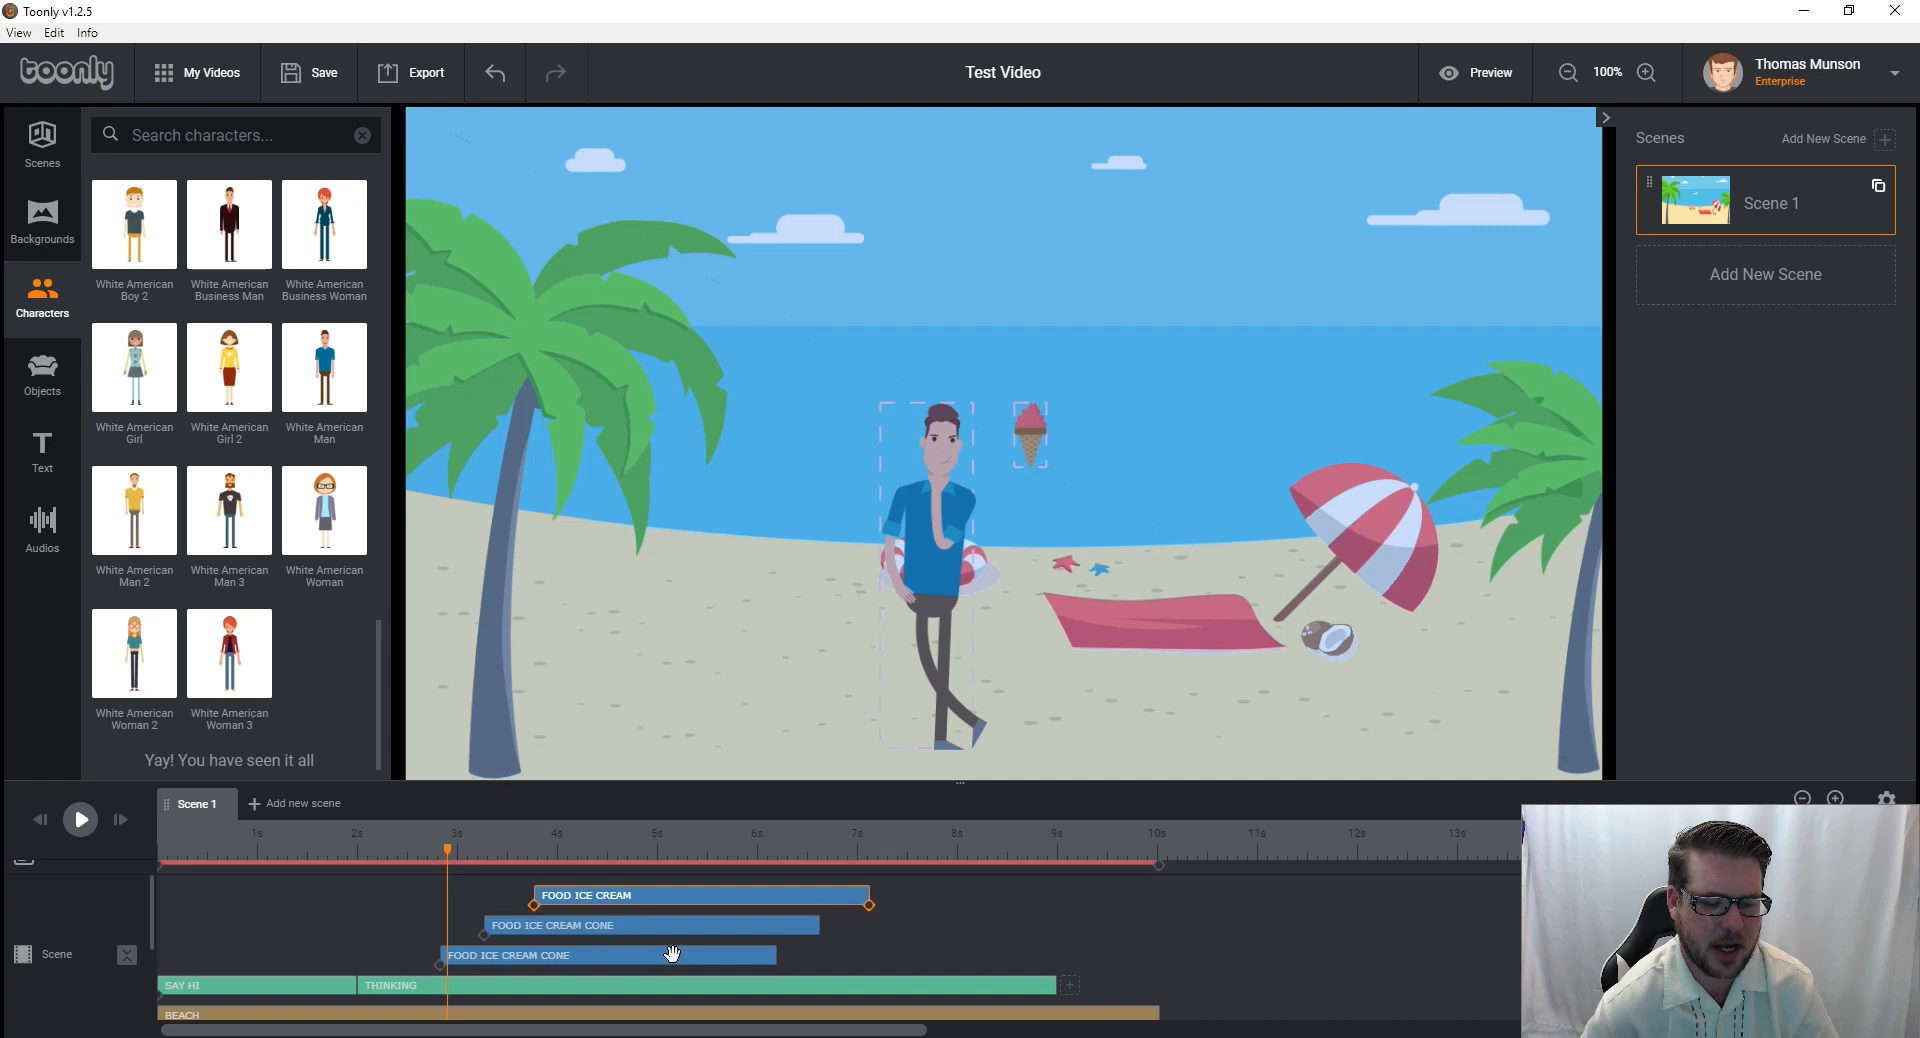 Toonly v1.2.5
View Edit Info
toonly
My Videos
Save
Export
Test Video
Preview
100%
Thomas Munson
Enterprise
Scenes
Backgrounds
Characters
Objects
Text
Audios
Search characters...
White American Boy 2
White American Business Man
White American Business Woman
White American Girl
White American Girl 2
White American Man
White American Man 2
White American Man 3
White American Woman
White American Woman 2
White American Woman 3
Yay! You have seen it all
Scenes
Add New Scene
Scene 1
Add New Scene
Scene 1
Add new scene
1s 2s 3s 4s 5s 6s 7s 8s 9s 10s 11s 12s 13s
FOOD ICE CREAM
FOOD ICE CREAM CONE
FOOD ICE CREAM CONE
Scene
SAY HI
THINKING
BEACH